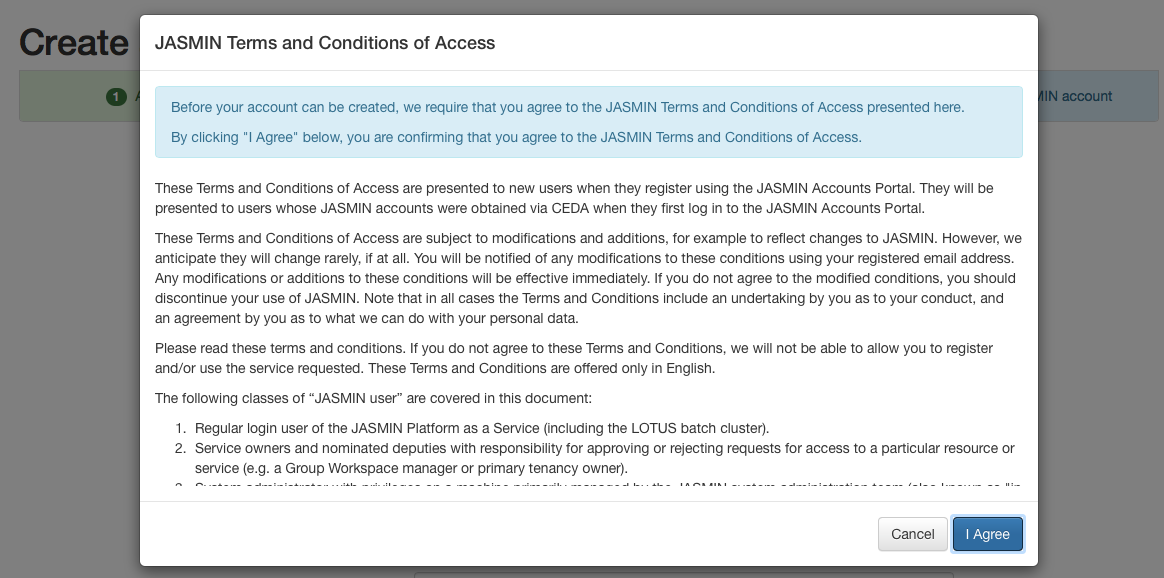 Create
JASMIN Terms and Conditions of Access
1
MIN account
Before your account can be created, we require that you agree to the JASMIN Terms and Conditions of Access presented here.
By clicking "I Agree" below, you are confirming that you agree to the JASMIN Terms and Conditions of Access.
These Terms and Conditions of Access are presented to new users when they register using the JASMIN Accounts Portal. They will be
presented to users whose JASMIN accounts were obtained via CEDA when they first log in to the JASMIN Accounts Portal.
These Terms and Conditions of Access are subject to modifications and additions, for example to reflect changes to JASMIN. However, we
anticipate they will change rarely, if at all. You will be notified of any modifications to these conditions using your registered email address.
Any modifications or additions to these conditions will be effective immediately. If you do not agree to the modified conditions, you should
discontinue your use of JASMIN. Note that in all cases the Terms and Conditions include an undertaking by you as to your conduct, and
an agreement by you as to what we can do with your personal data.
Please read these terms and conditions. If you do not agree to these Terms and Conditions, we will not be able to allow you to register
and/or use the service requested. These Terms and Conditions are offered only in English.
The following classes of “JASMIN user” are covered in this document:
1. Regular login user of the JASMIN Platform as a Service (including the LOTUS batch cluster).
2. Service owners and nominated deputies with responsibility for approving or rejecting requests for access to a particular resource or
service (e.g. a Group Workspace manager or primary tenancy owner).
Cancel
I Agree